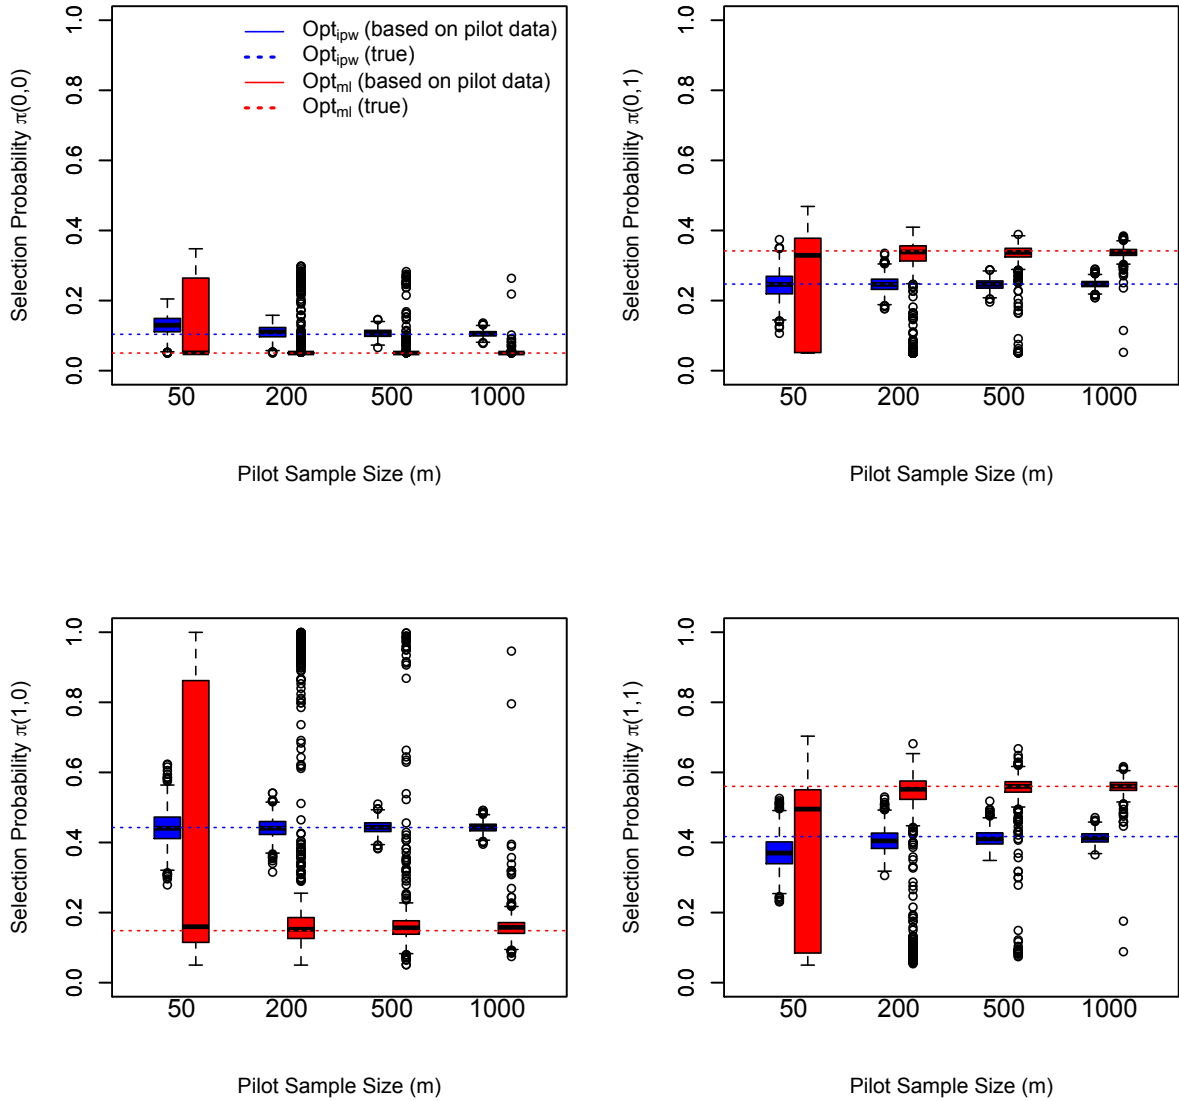 Optipw (based on pilot data)
Optipw (true)
Optml (based on pilot data)
Optml (true)
Selection Probability π(0,0)
0.0 0.2 0.4 0.6 0.8 1.0
50 200 500 1000
Pilot Sample Size (m)
Selection Probability π(0,1)
0.0 0.2 0.4 0.6 0.8 1.0
50 200 500 1000
Pilot Sample Size (m)
Selection Probability π(1,0)
0.0 0.2 0.4 0.6 0.8 1.0
50 200 500 1000
Pilot Sample Size (m)
Selection Probability π(1,1)
0.0 0.2 0.4 0.6 0.8 1.0
50 200 500 1000
Pilot Sample Size (m)